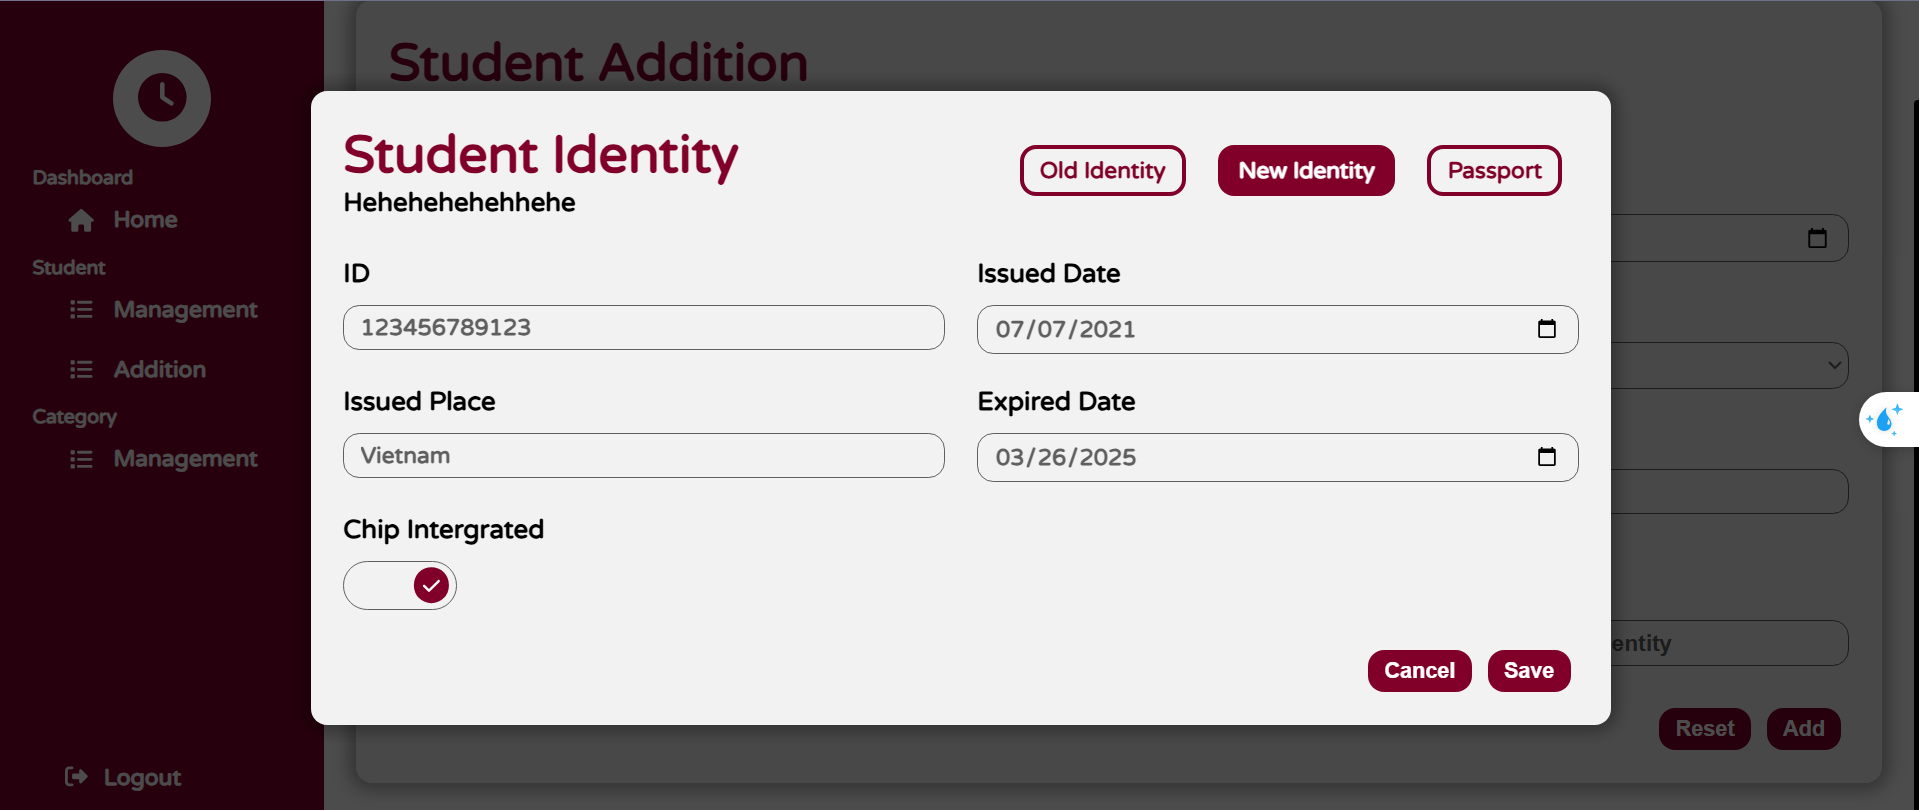 Dashboard
Home
Student
Management
Addition
Category
Management
Logout
Student Addition
Student Identity
Hehehehehehhehe
Old Identity
New Identity
Passport
ID
123456789123
Issued Date
07/07/2021
Issued Place
Vietnam
Expired Date
03/26/2025
Chip Intergrated
Cancel
Save
entity
Reset
Add